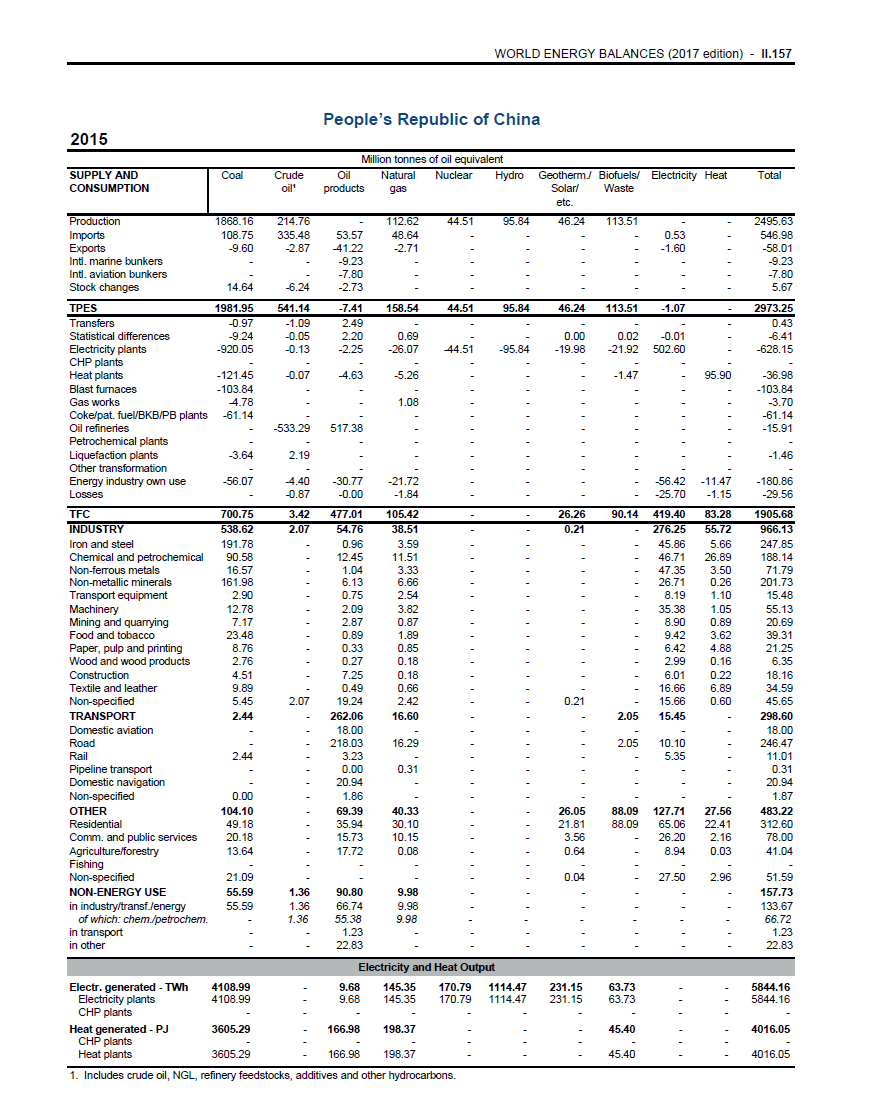 WORLD ENERGY BALANCES (2017 edition) - II.157
People's Republic of China
2015
Million tonnes of oil equivalent
SUPPLY AND Coal Crude Oil Natural Nuclear Hydro Geotherm./ Biofuels/ Electricity Heat Total
CONSUMPTION oil¹ products gas Solar/ Waste
etc.
Production 1868.16 214.76 - 112.62 44.51 95.84 46.24 113.51 - - 2495.63
Imports 108.75 335.48 53.57 48.64 - - - - 0.53 - 546.98
Exports -9.60 -2.87 -41.22 -2.71 - - - - -1.60 - -58.01
Intl. marine bunkers - - -9.23 - - - - - - - -9.23
Intl. aviation bunkers - - -7.80 - - - - - - - -7.80
Stock changes 14.64 -6.24 -2.73 - - - - - - - 5.67
TPES 1981.95 541.14 -7.41 158.54 44.51 95.84 46.24 113.51 -1.07 - 2973.25
Transfers -0.97 -1.09 2.49 - - - - - - - 0.43
Statistical differences -9.24 -0.05 2.20 0.69 - - 0.00 0.02 -0.01 - -6.41
Electricity plants -920.05 -0.13 -2.25 -26.07 -44.51 -95.84 -19.98 -21.92 502.60 - -628.15
CHP plants - - - - - - - - - - -
Heat plants -121.45 -0.07 -4.63 -5.26 - - - -1.47 - 95.90 -36.98
Blast furnaces -103.84 - - - - - - - - - -103.84
Gas works -4.78 - - 1.08 - - - - - - -3.70
Coke/pat. fuel/BKB/PB plants -61.14 - - - - - - - - - -61.14
Oil refineries - -533.29 517.38 - - - - - - - -15.91
Petrochemical plants - - - - - - - - - - -
Liquefaction plants -3.64 2.19 - - - - - - - - -1.46
Other transformation - - - - - - - - - - -
Energy industry own use -56.07 -4.40 -30.77 -21.72 - - - - -56.42 -11.47 -180.86
Losses - -0.87 -0.00 -1.84 - - - - -25.70 -1.15 -29.56
TFC 700.75 3.42 477.01 105.42 - - 26.26 90.14 419.40 83.28 1905.68
INDUSTRY 538.62 2.07 54.76 38.51 - - 0.21 - 276.25 55.72 966.13
Iron and steel 191.78 - 0.96 3.59 - - - - 45.86 5.66 247.85
Chemical and petrochemical 90.58 - 12.45 11.51 - - - - 46.71 26.89 188.14
Non-ferrous metals 16.57 - 1.04 3.33 - - - - 47.35 3.50 71.79
Non-metallic minerals 161.98 - 6.13 6.66 - - - - 26.71 0.26 201.73
Transport equipment 2.90 - 0.75 2.54 - - - - 8.19 1.10 15.48
Machinery 12.78 - 2.09 3.82 - - - - 35.38 1.05 55.13
Mining and quarrying 7.17 - 2.87 0.87 - - - - 8.90 0.89 20.69
Food and tobacco 23.48 - 0.89 1.89 - - - - 9.42 3.62 39.31
Paper, pulp and printing 8.76 - 0.33 0.85 - - - - 6.42 4.88 21.25
Wood and wood products 2.76 - 0.27 0.18 - - - - 2.99 0.16 6.35
Construction 4.51 - 7.25 0.18 - - - - 6.01 0.22 18.16
Textile and leather 9.89 - 0.49 0.66 - - - - 16.66 6.89 34.59
Non-specified 5.45 2.07 19.24 2.42 - - 0.21 - 15.66 0.60 45.65
TRANSPORT 2.44 - 262.06 16.60 - - - 2.05 15.45 - 298.60
Domestic aviation - - 18.00 - - - - - - - 18.00
Road - - 218.03 16.29 - - - 2.05 10.10 - 246.47
Rail 2.44 - 3.23 - - - - - 5.35 - 11.01
Pipeline transport - - 0.00 0.31 - - - - - - 0.31
Domestic navigation - - 20.94 - - - - - - - 20.94
Non-specified 0.00 - 1.86 - - - - - - - 1.87
OTHER 104.10 - 69.39 40.33 - - 26.05 88.09 127.71 27.56 483.22
Residential 49.18 - 35.94 30.10 - - 21.81 88.09 65.06 22.41 312.60
Comm. and public services 20.18 - 15.73 10.15 - - 3.56 - 26.20 2.16 78.00
Agriculture/forestry 13.64 - 17.72 0.08 - - 0.64 - 8.94 0.03 41.04
Fishing - - - - - - - - - - -
Non-specified 21.09 - - - - - 0.04 - 27.50 2.96 51.59
NON-ENERGY USE 55.59 1.36 90.80 9.98 - - - - - - 157.73
in industry/transf./energy 55.59 1.36 66.74 9.98 - - - - - - 133.67
of which: chem./petrochem. - 1.36 55.38 9.98 - - - - - - 66.72
in transport - - 1.23 - - - - - - - 1.23
in other - - 22.83 - - - - - - - 22.83
Electricity and Heat Output
Electr. generated - TWh 4108.99 - 9.68 145.35 170.79 1114.47 231.15 63.73 - - 5844.16
Electricity plants 4108.99 - 9.68 145.35 170.79 1114.47 231.15 63.73 - - 5844.16
CHP plants - - - - - - - - - - -
Heat generated - PJ 3605.29 - 166.98 198.37 - - - 45.40 - - 4016.05
CHP plants - - - - - - - - - - -
Heat plants 3605.29 - 166.98 198.37 - - - 45.40 - - 4016.05
1. Includes crude oil, NGL, refinery feedstocks, additives and other hydrocarbons.